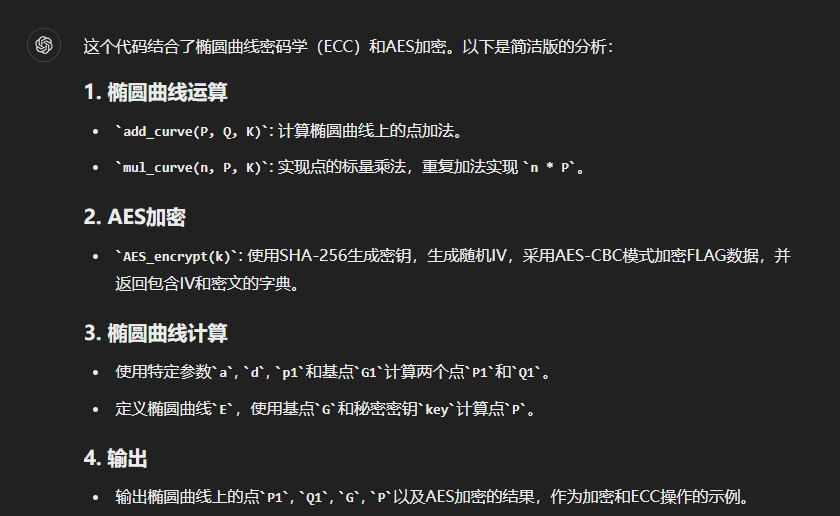 这个代码结合了椭圆曲线密码学（ECC）和AES加密。以下是简洁版的分析：
1. 椭圆曲线运算
• `add_curve(P, Q, K)`: 计算椭圆曲线上的点加法。
• `mul_curve(n, P, K)`: 实现点的标量乘法，重复加法实现 `n * P`。
2. AES加密
• `AES_encrypt(k)`: 使用SHA-256生成密钥，生成随机IV，采用AES-CBC模式加密FLAG数据，并
返回包含IV和密文的字典。
3. 椭圆曲线计算
• 使用特定参数`a`, `d`, `p1`和基点`G1`计算两个点`P1`和`Q1`。
• 定义椭圆曲线`E`，使用基点`G`和秘密密钥`key`计算点`P`。
4. 输出
• 输出椭圆曲线上的点`P1`, `Q1`, `G`, `P`以及AES加密的结果，作为加密和ECC操作的示例。